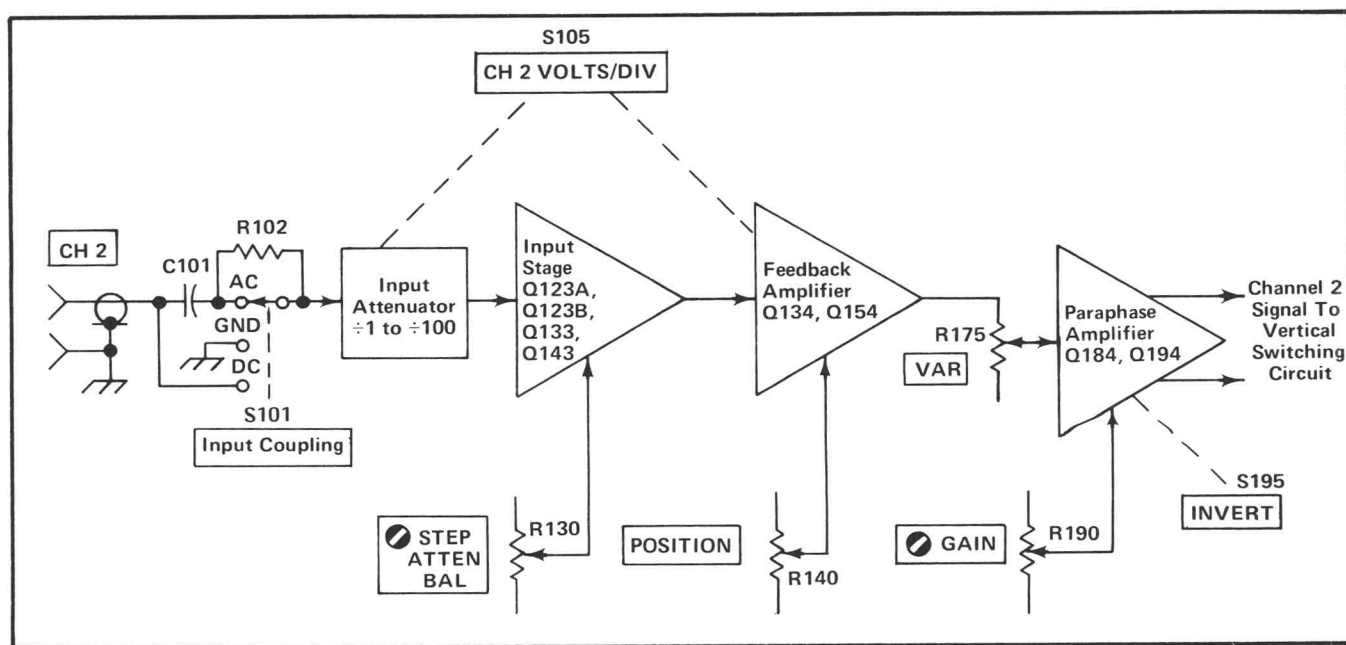 S105
CH 2 VOLTS/DIV
CH 2
C101
R102
AC
GND
DC
S101
Input Coupling
Input
Attenuator
÷1 to ÷100
Input
Stage
Q123A,
Q123B,
Q133,
Q143
Feedback
Amplifier
Q134, Q154
R175
VAR
Paraphase
Amplifier
Q184, Q194
Channel 2
Signal To
Vertical
Switching
Circuit
S195
INVERT
STEP
ATTEN
BAL
R130
POSITION
R140
GAIN
R190